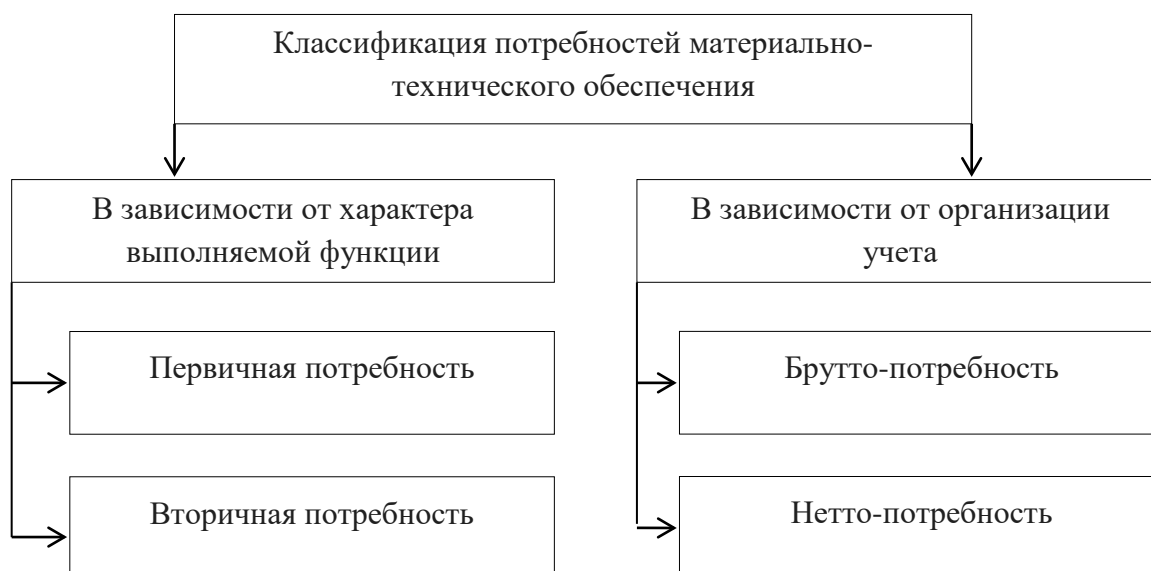 Классификация потребностей материально-
технического обеспечения
В зависимости от характера
выполняемой функции
В зависимости от организации
учета
Первичная потребность
Брутто-потребность
Вторичная потребность
Нетто-потребность